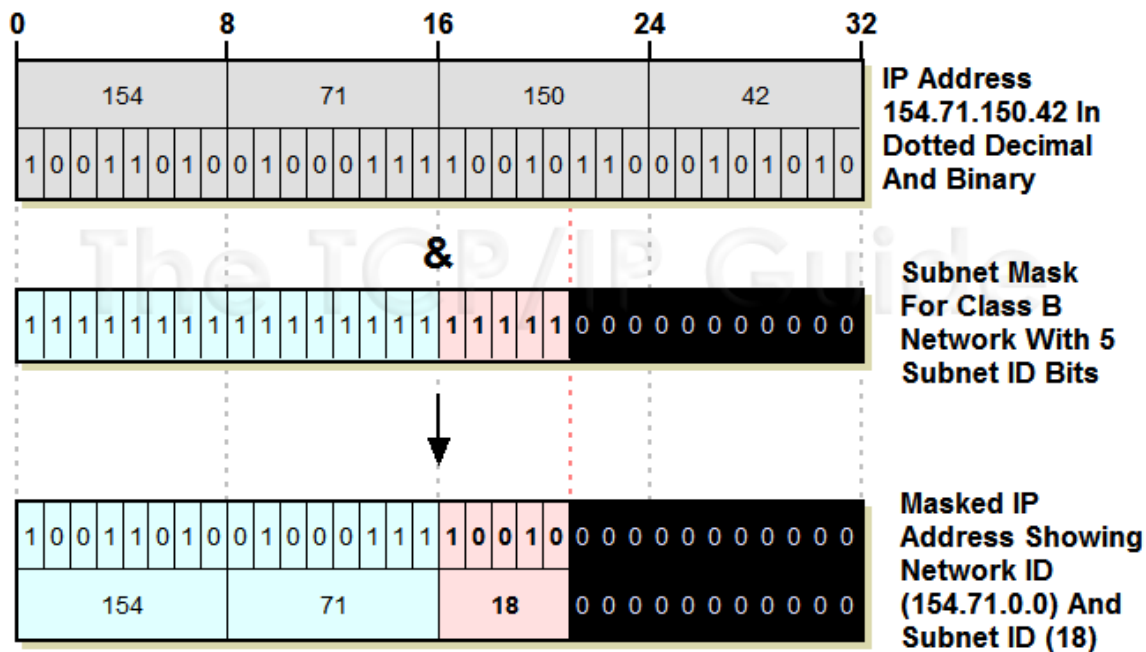 0 8 16 24 32
154 71 150 42
1 0 0 1 1 0 1 0 0 1 0 0 0 1 1 1 1 0 0 1 0 1 1 0 0 0 1 0 1 0 1 0
IP Address
154.71.150.42 In
Dotted Decimal
And Binary
The TCP/IP Guide
&
1 1 1 1 1 1 1 1 1 1 1 1 1 1 1 1 1 1 1 1 1 0 0 0 0 0 0 0 0 0 0 0
Subnet Mask
For Class B
Network With 5
Subnet ID Bits
1 0 0 1 1 0 1 0 0 1 0 0 0 1 1 1 1 0 0 1 0 0 0 0 0 0 0 0 0 0 0 0
154 71 18 0 0 0 0 0 0 0 0 0 0 0
Masked IP
Address Showing
Network ID
(154.71.0.0) And
Subnet ID (18)